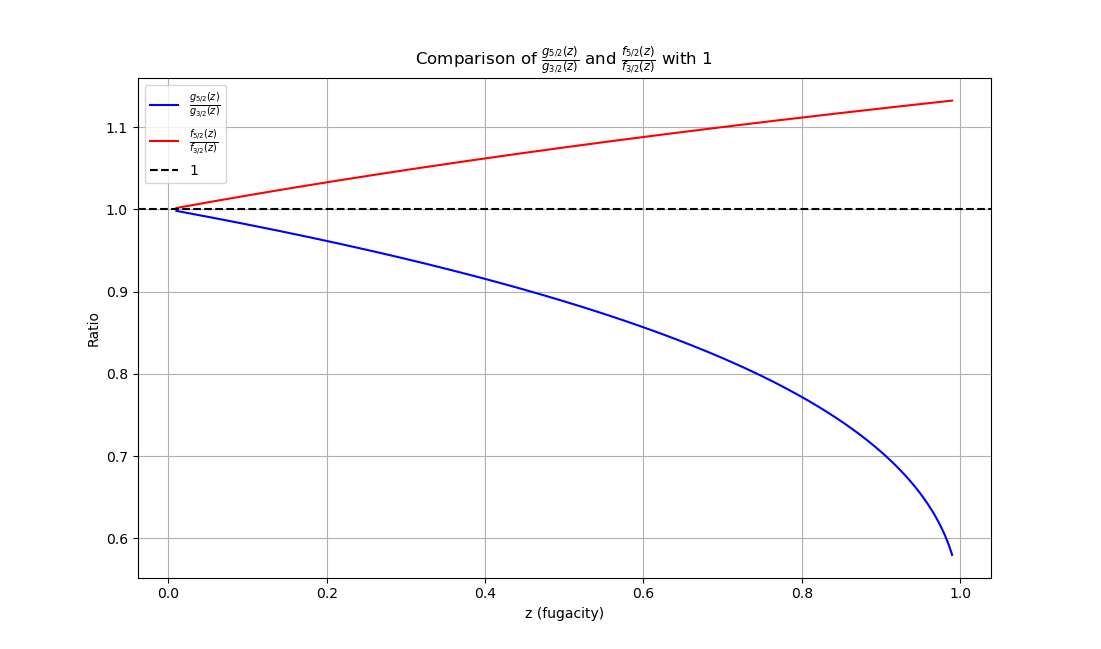 Comparison of g5/2(z)/g3/2(z) and f5/2(z)/f3/2(z) with 1
g5/2(z)/g3/2(z)
f5/2(z)/f3/2(z)
1
1.1
1.0
0.9
0.8
0.7
0.6
Ratio
0.0 0.2 0.4 0.6 0.8 1.0
z (fugacity)